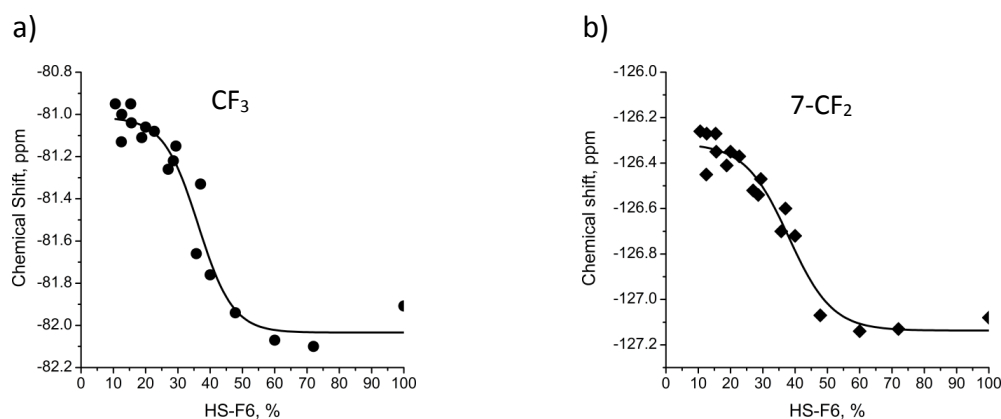 a)
CF₃
Chemical Shift, ppm
-80.8
-81.0
-81.2
-81.4
-81.6
-81.8
-82.0
-82.2
0 10 20 30 40 50 60 70 80 90 100
HS-F6, %
b)
7-CF₂
Chemical shift, ppm
-126.0
-126.2
-126.4
-126.6
-126.8
-127.0
-127.2
0 10 20 30 40 50 60 70 80 90 100
HS-F6, %